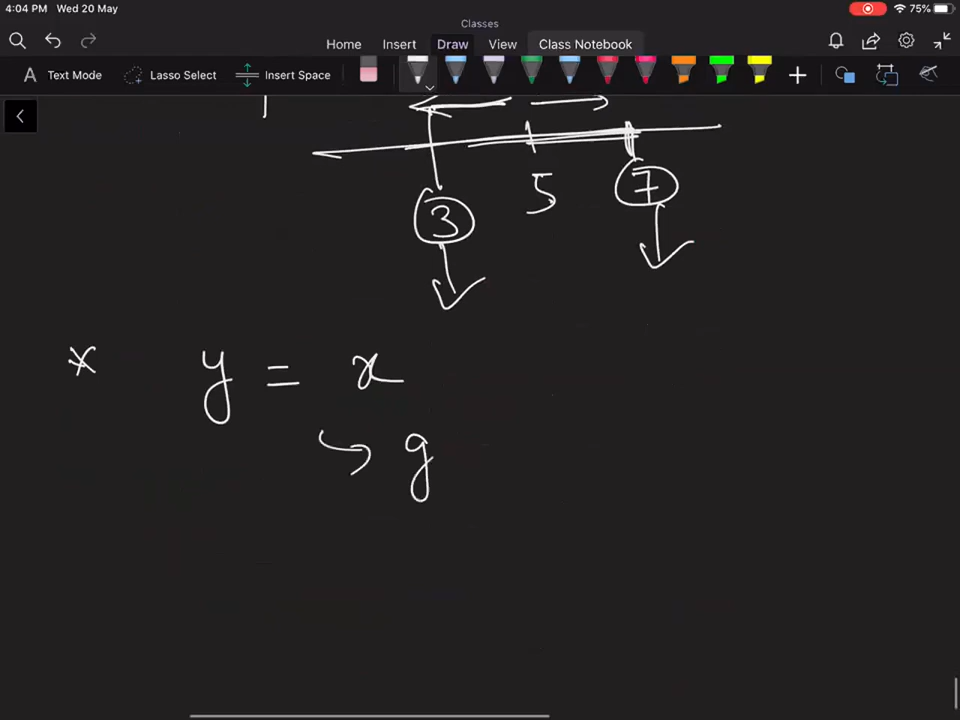 4:04 PM Wed 20 May
75%
Classes
Home Insert Draw View Class Notebook
A Text Mode Lasso Select Insert Space
5
3
7
* y = x
↪ g